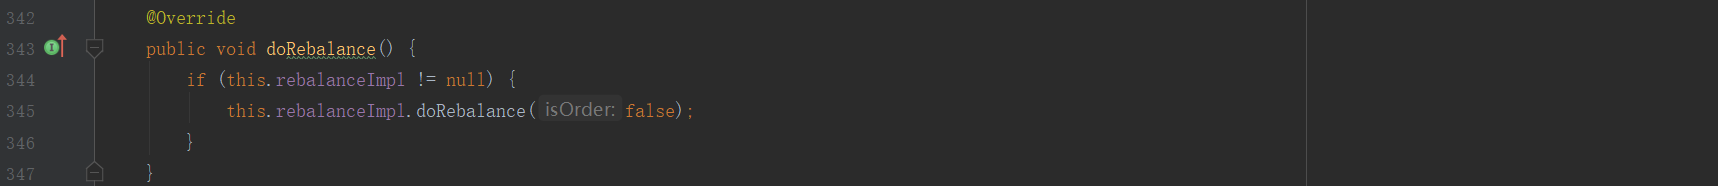 342 @Override
343 public void doRebalance() {
344 if (this.rebalanceImpl != null) {
345 this.rebalanceImpl.doRebalance( isOrder: false);
346 }
347 }